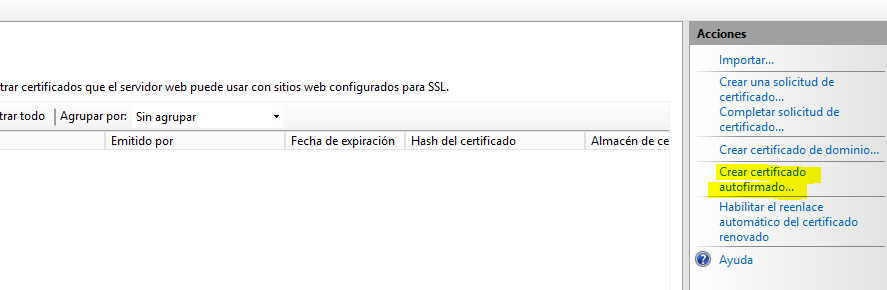 Acciones
Importar...
trar certificados que el servidor web puede usar con sitios web configurados para SSL.
Crear una solicitud de
certificado...
Completar solicitud de
certificado...
trar todo Agrupar por: Sin agrupar
Emitido por Fecha de expiración Hash del certificado Almacén de ce
Crear certificado de dominio...
Crear certificado
autofirmado...
Habilitar el reenlace
automático del certificado
renovado
Ayuda